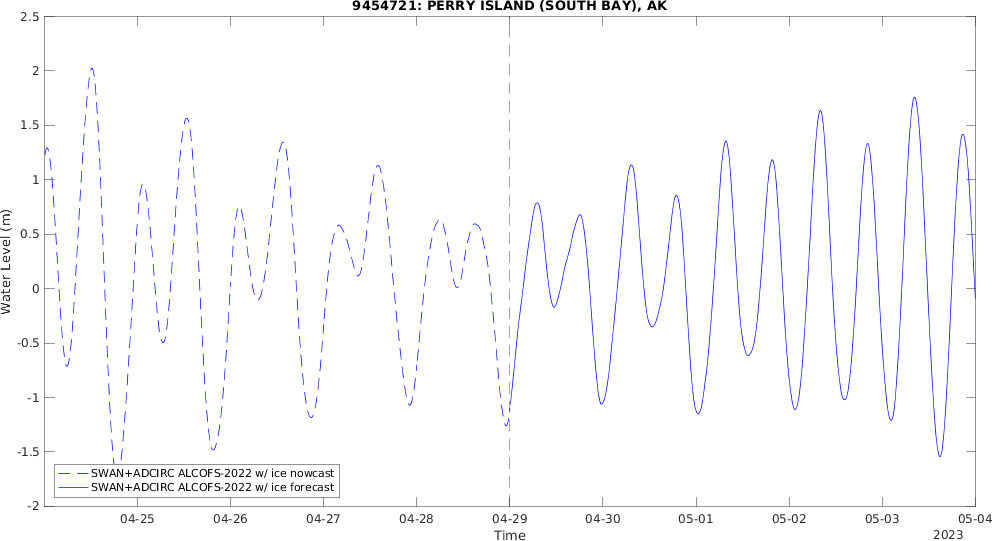 9454721: PERRY ISLAND (SOUTH BAY), AK
2.5
2
1.5
1
0.5
0
-0.5
-1
-1.5
-2
Water Level (m)
SWAN+ADCIRC ALCOFS-2022 w/ ice nowcast
SWAN+ADCIRC ALCOFS-2022 w/ ice forecast
04-25 04-26 04-27 04-28 04-29 04-30 05-01 05-02 05-03 05-04
Time
2023